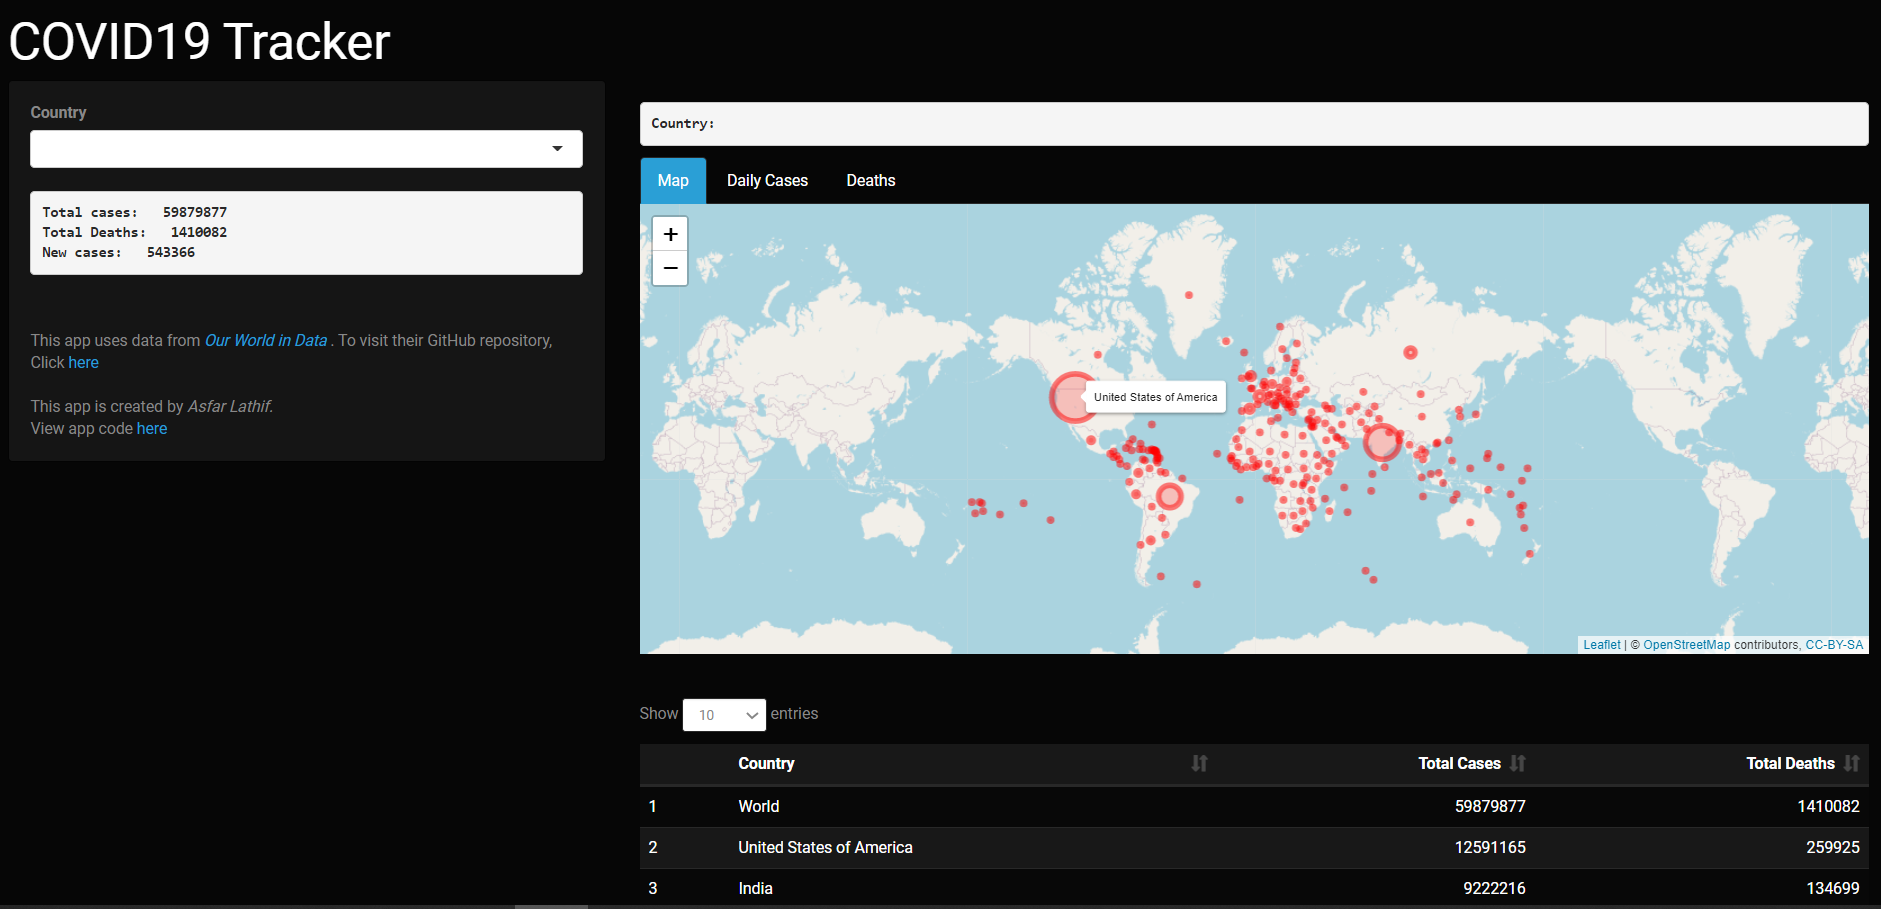 COVID19 Tracker
Country
Total cases: 59879877
Total Deaths: 1410082
New cases: 543366
This app uses data from Our World in Data . To visit their GitHub repository,
Click here
This app is created by Asfar Lathif.
View app code here
Country:
Map Daily Cases Deaths
+
−
United States of America
Leaflet | © OpenStreetMap contributors, CC-BY-SA
Show 10 entries
Country Total Cases Total Deaths
1 World 59879877 1410082
2 United States of America 12591165 259925
3 India 9222216 134699